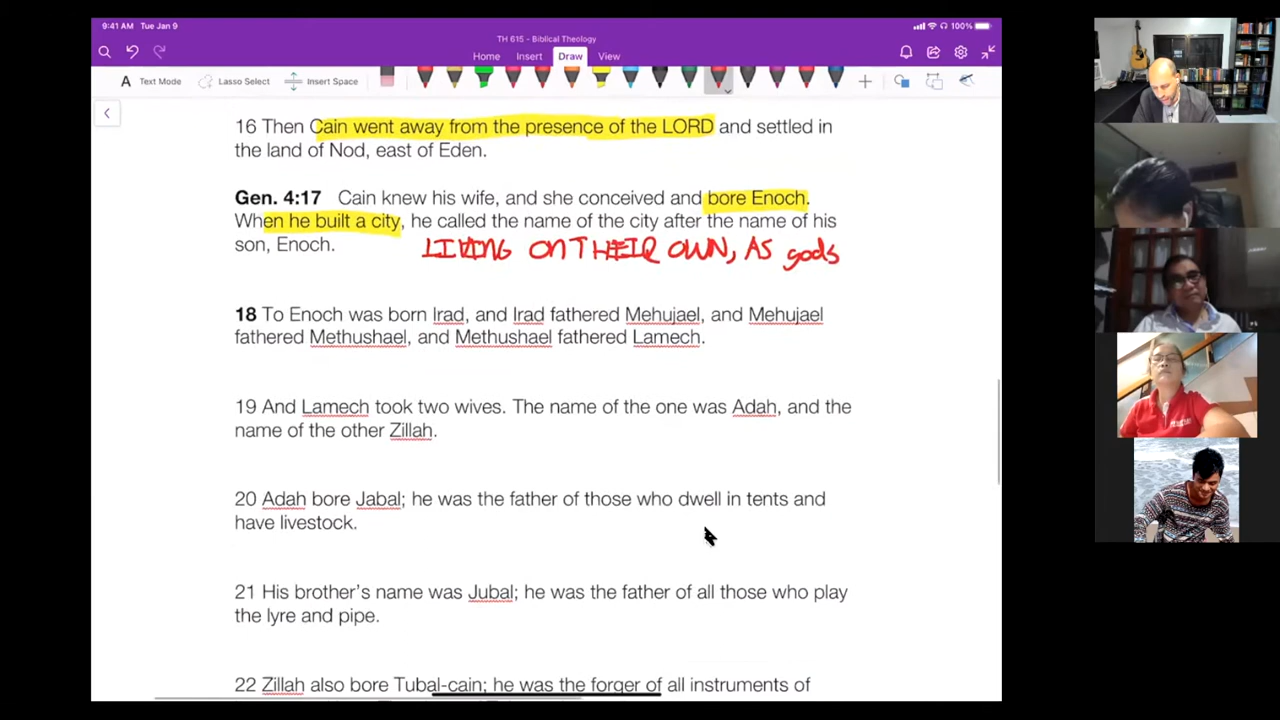 9:41 AM Tue Jan 9
100%
TH 615 - Biblical Theology
Home Insert Draw View
A Text Mode Lasso Select Insert Space
16 Then Cain went away from the presence of the LORD and settled in
the land of Nod, east of Eden.
Gen. 4:17 Cain knew his wife, and she conceived and bore Enoch.
When he built a city, he called the name of the city after the name of his
son, Enoch.
LIVING ON THEIR OWN, AS gods
18 To Enoch was born Irad, and Irad fathered Mehujael, and Mehujael
fathered Methushael, and Methushael fathered Lamech.
19 And Lamech took two wives. The name of the one was Adah, and the
name of the other Zillah.
20 Adah bore Jabal; he was the father of those who dwell in tents and
have livestock.
21 His brother’s name was Jubal; he was the father of all those who play
the lyre and pipe.
22 Zillah also bore Tubal-cain; he was the forger of all instruments of